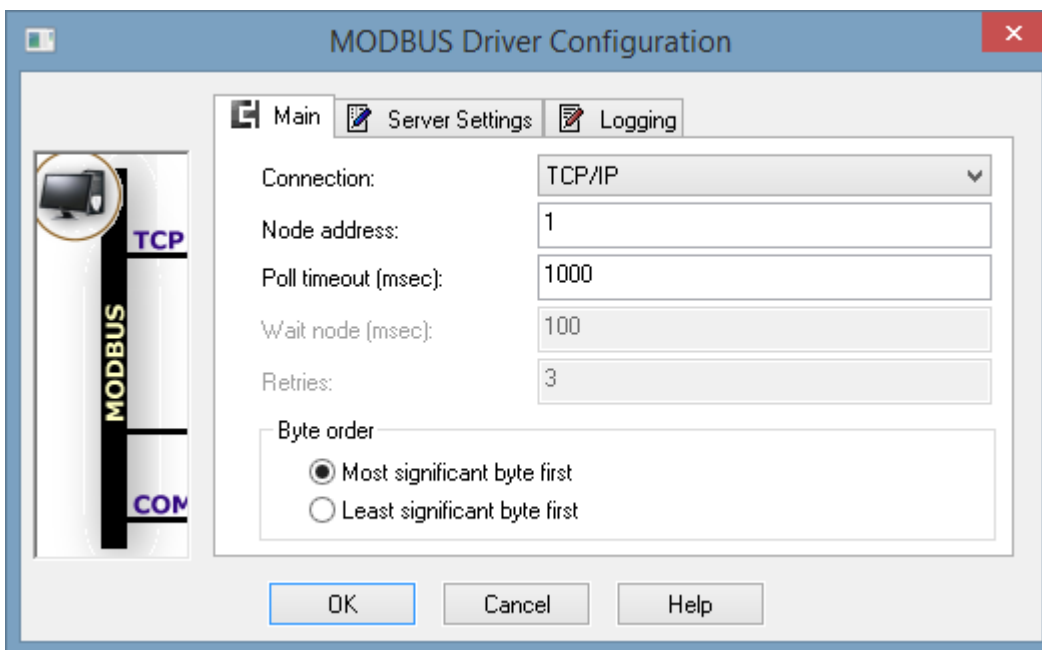 MODBUS Driver Configuration
Main
Server Settings
Logging
TCP
MODBUS
COM
Connection:
TCP/IP
Node address:
1
Poll timeout (msec):
1000
Wait node (msec):
100
Retries:
3
Byte order
Most significant byte first
Least significant byte first
OK
Cancel
Help